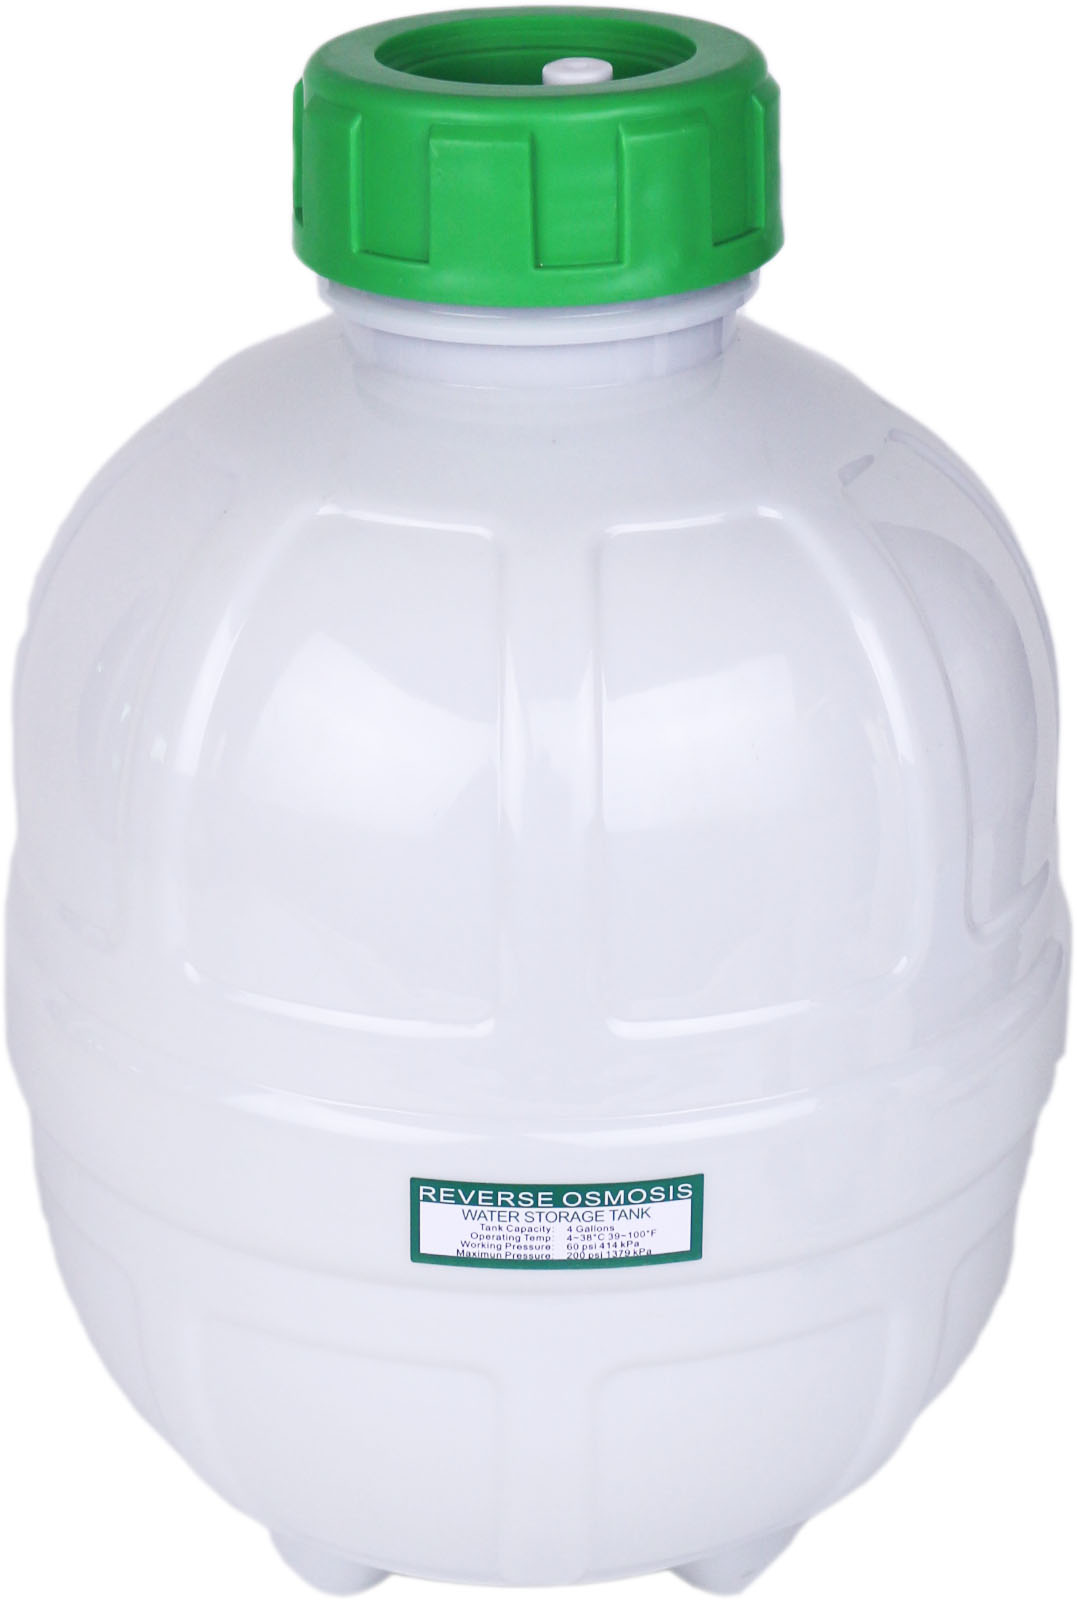 REVERSE OSMOSIS
WATER STORAGE TANK
Tank Capacity: 4 Gallons
Operating Temp: 4~38°C 39~100°F
Working Pressure: 60 psi 414 kPa
Maximun Pressure: 200 psi 1379 kPa